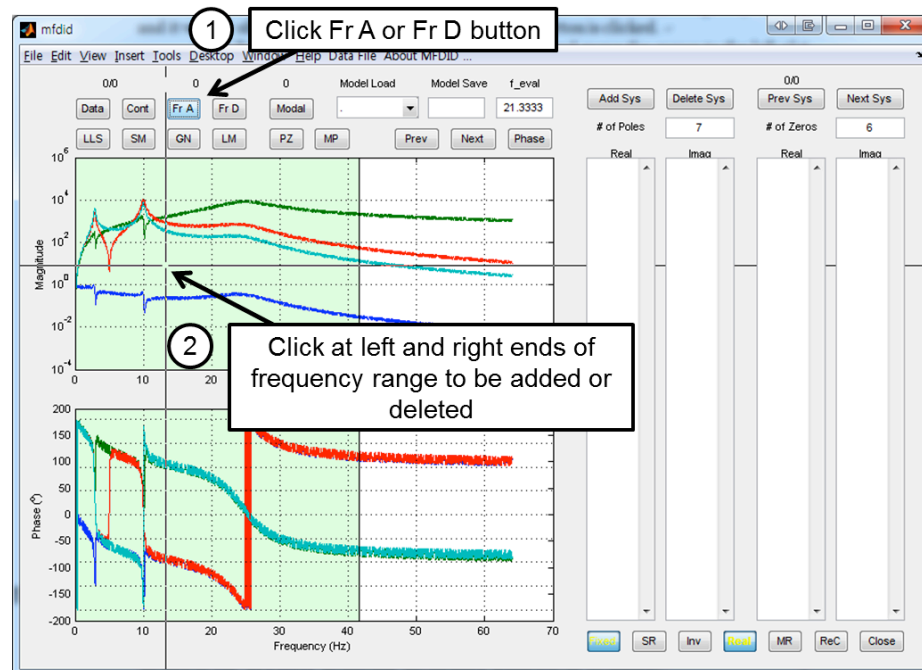 mfdid
1
Click Fr A or Fr D button
File Edit View Insert Tools Desktop Window Help Data File About MFDID ...
0/0 0 0 Model Load Model Save f_eval
Data Cont Fr A Fr D Modal . 21.3333
LLS SM GN LM PZ MP Prev Next Phase
0/0
Add Sys Delete Sys Prev Sys Next Sys
# of Poles 7 # of Zeros 6
Real Imag Real Imag
Magnitude
10^6
10^4
10^2
10^0
10^-2
10^-4
0 10 20
2
Click at left and right ends of
frequency range to be added or
deleted
Phase (°)
200
150
100
50
0
-50
-100
-150
-200
0 10 20 30 40 50 60 70
Frequency (Hz)
SR Inv Real MR ReC Close